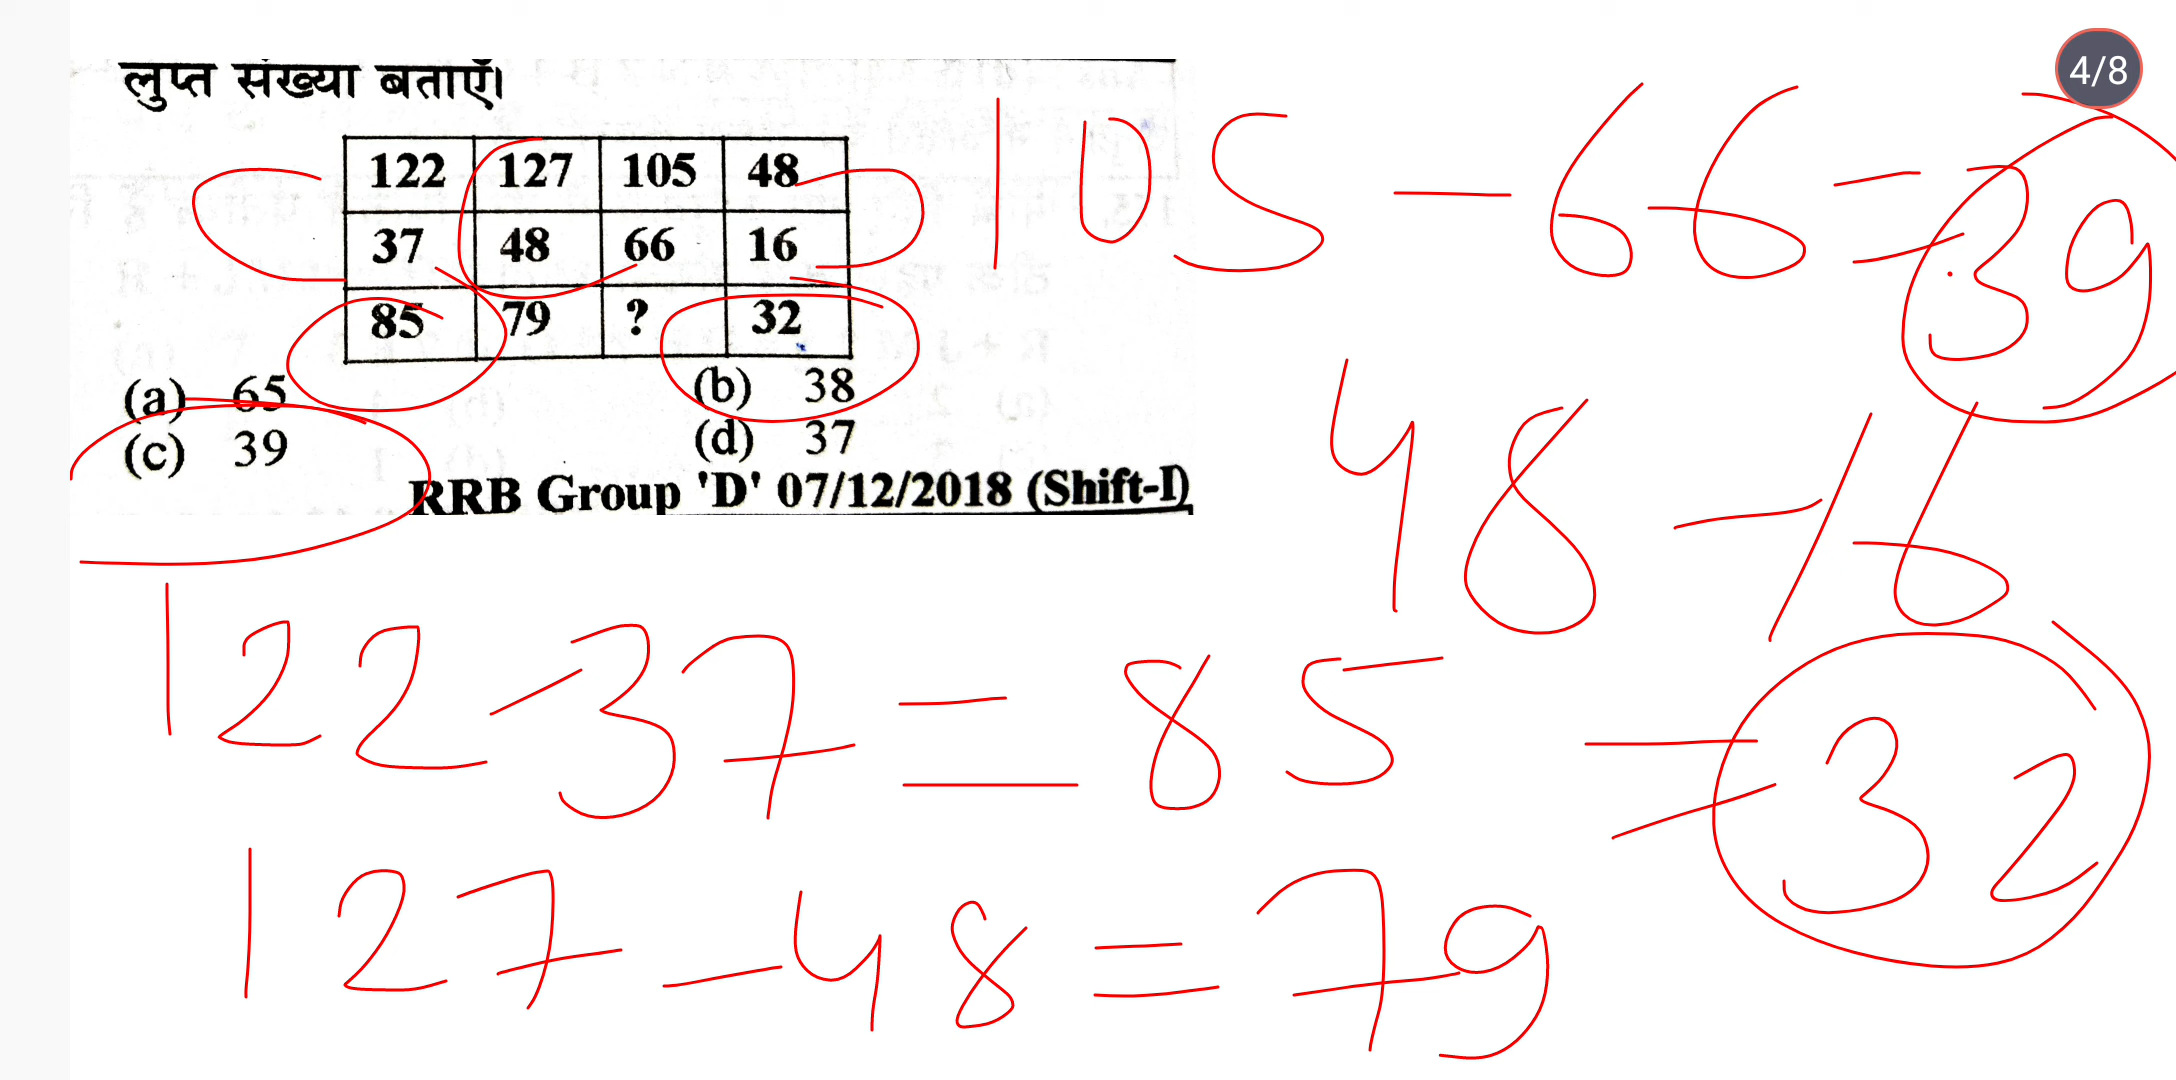 4/8
लुप्त संख्या बताएँ।
122 127 105 48
37 48 66 16
85 79 ? 32
(a) 65 (b) 38
(c) 39 (d) 37
RRB Group 'D' 07/12/2018 (Shift-I)
105 - 66 = 39
48 - 16
= 32
122 - 37 = 85
127 - 48 = 79